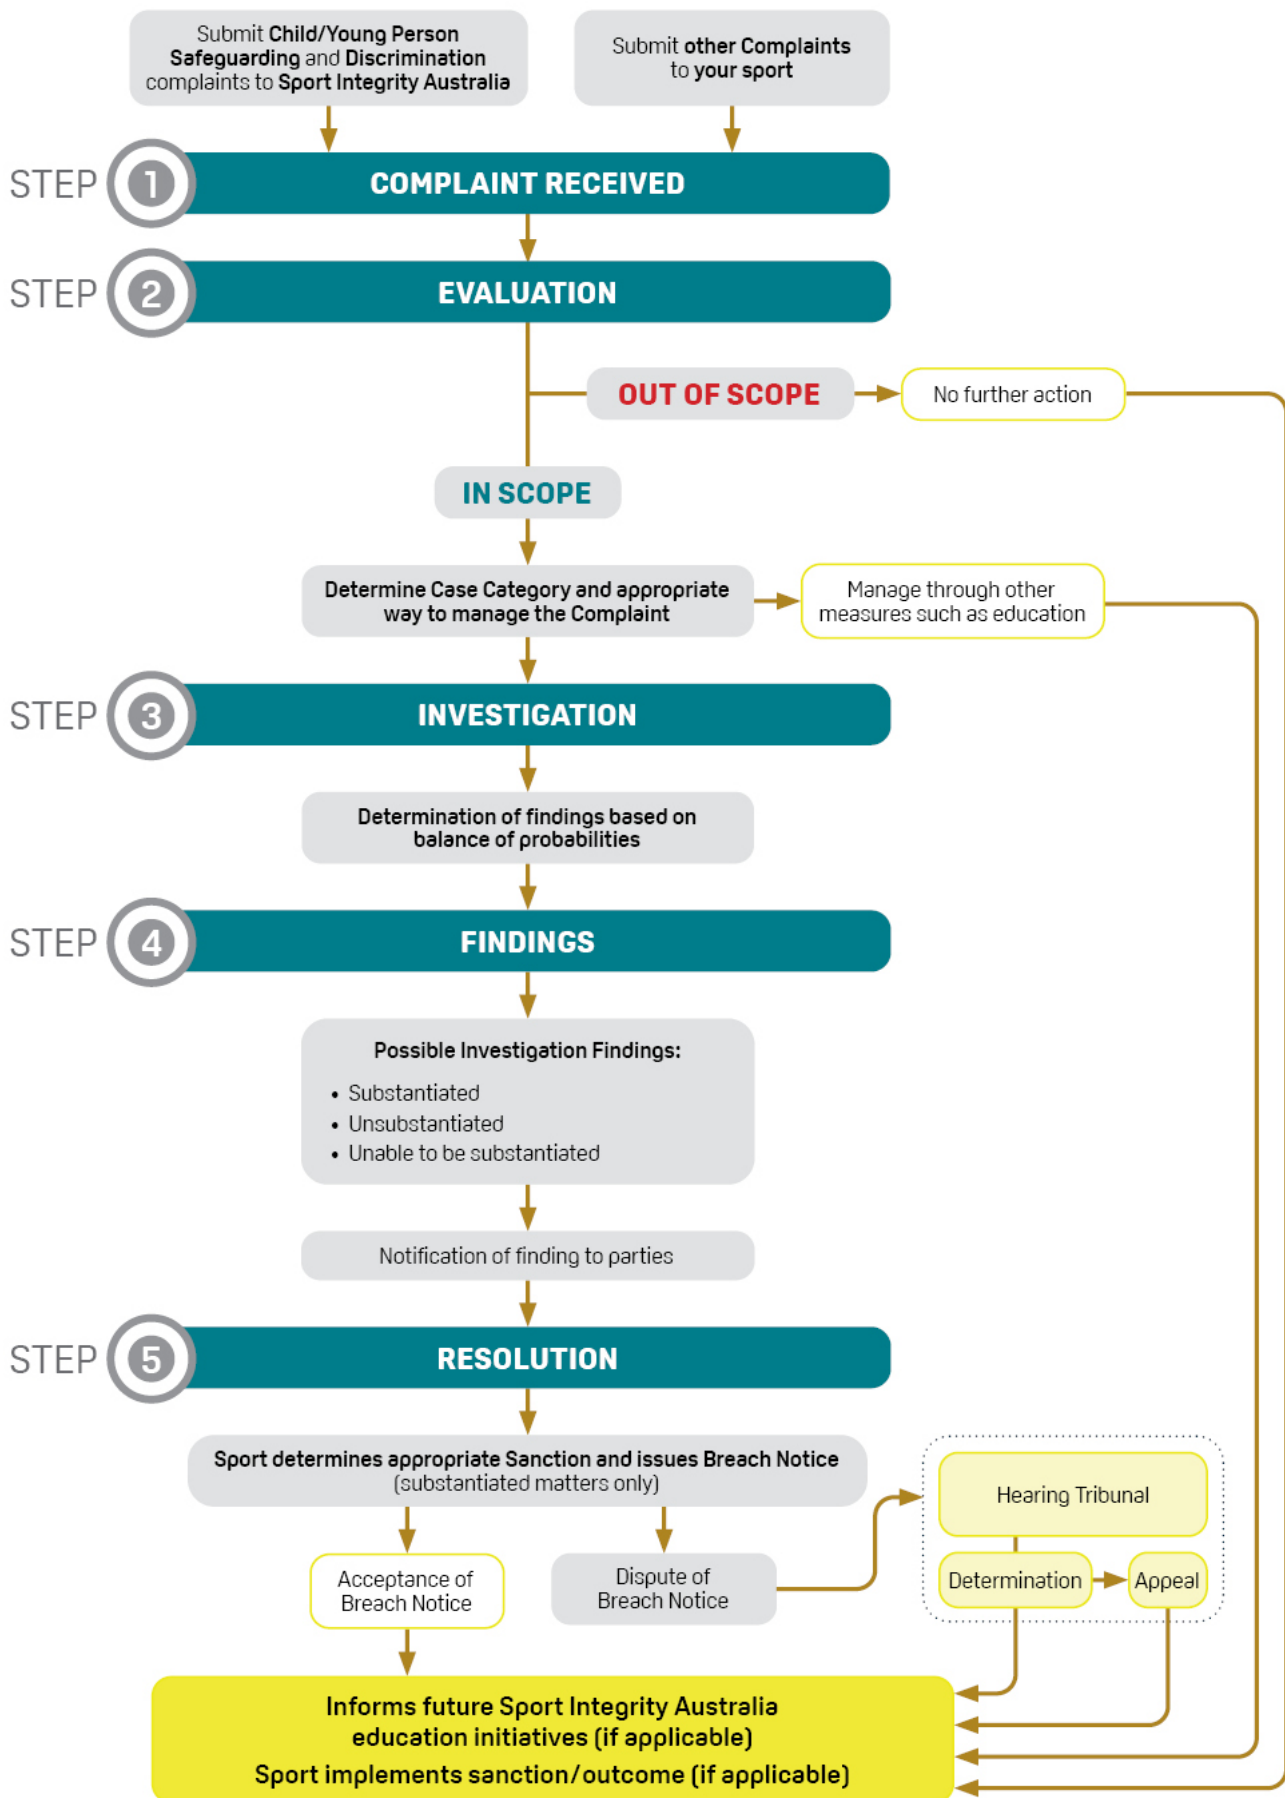 Submit Child/Young Person
Safeguarding and Discrimination
complaints to Sport Integrity Australia
Submit other Complaints
to your sport
STEP 1 COMPLAINT RECEIVED
STEP 2 EVALUATION
OUT OF SCOPE
No further action
IN SCOPE
Determine Case Category and appropriate
way to manage the Complaint
Manage through other
measures such as education
STEP 3 INVESTIGATION
Determination of findings based on
balance of probabilities
STEP 4 FINDINGS
Possible Investigation Findings:
• Substantiated
• Unsubstantiated
• Unable to be substantiated
Notification of finding to parties
STEP 5 RESOLUTION
Sport determines appropriate Sanction and issues Breach Notice
(substantiated matters only)
Hearing Tribunal
Determination
Appeal
Acceptance of
Breach Notice
Dispute of
Breach Notice
Informs future Sport Integrity Australia
education initiatives (if applicable)
Sport implements sanction/outcome (if applicable)